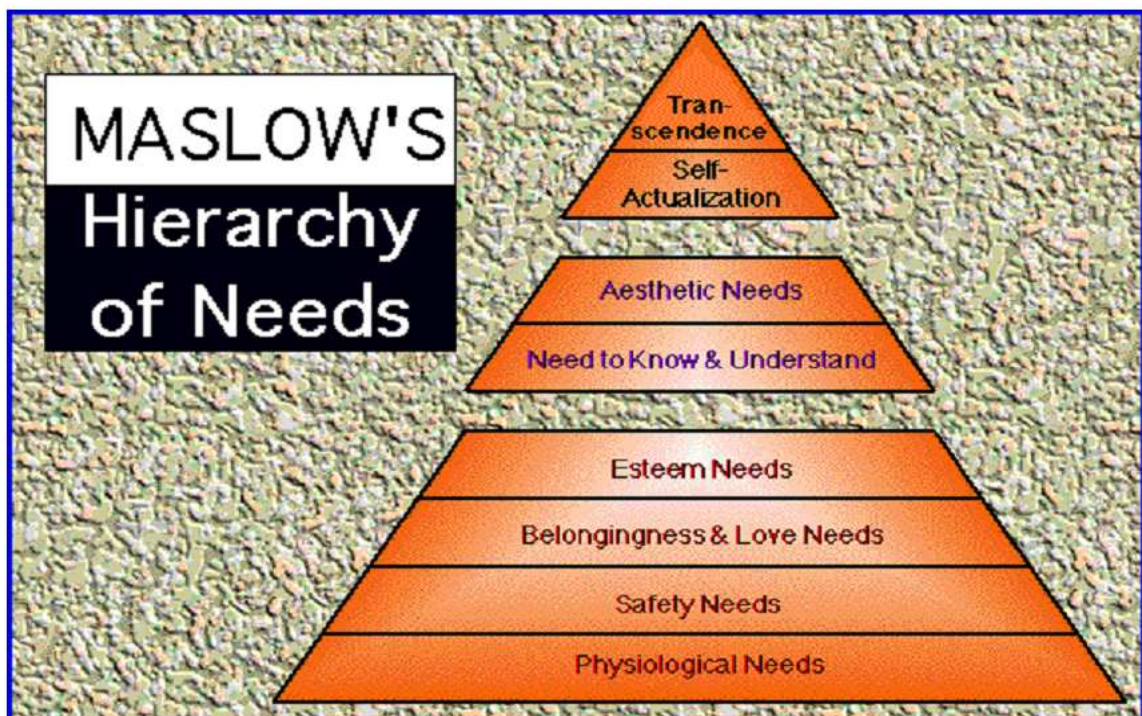 MASLOW'S
Hierarchy
of Needs
Tran-
scendence
Self-
Actualization
Aesthetic Needs
Need to Know & Understand
Esteem Needs
Belongingness & Love Needs
Safety Needs
Physiological Needs